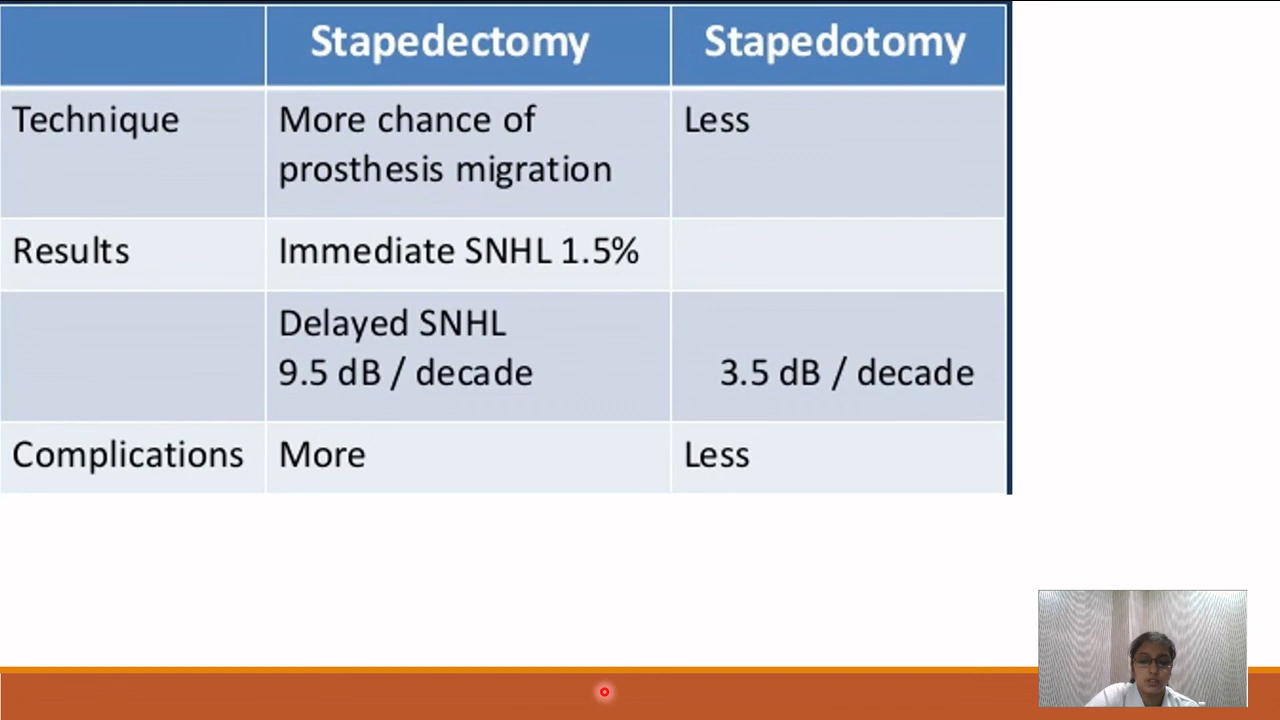 Stapedectomy Stapedotomy
Technique More chance of Less
prosthesis migration
Results Immediate SNHL 1.5%
Delayed SNHL
9.5 dB / decade 3.5 dB / decade
Complications More Less